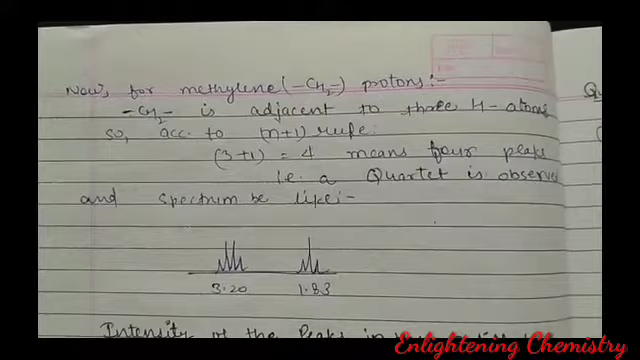 Now, for methylene (-CH2-) protons:-
-CH2- is adjacent to three H-atoms
so, acc. to (n+1) rule.
(3+1) = 4 means four peaks
i.e. a Quartet is observe
and spectrum be like:-
3.20 1.83
Intensity of the Peaks in
Enlightening Chemistry